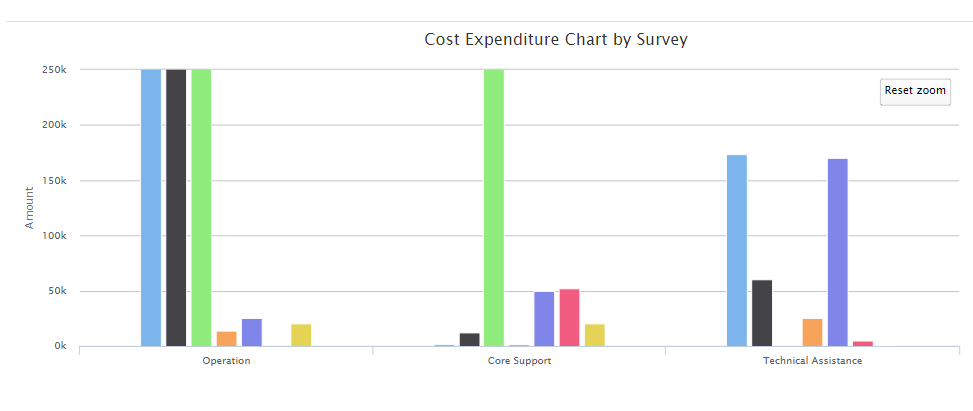 Cost Expenditure Chart by Survey
Reset zoom
Amount
250k
200k
150k
100k
50k
0k
Operation
Core Support
Technical Assistance